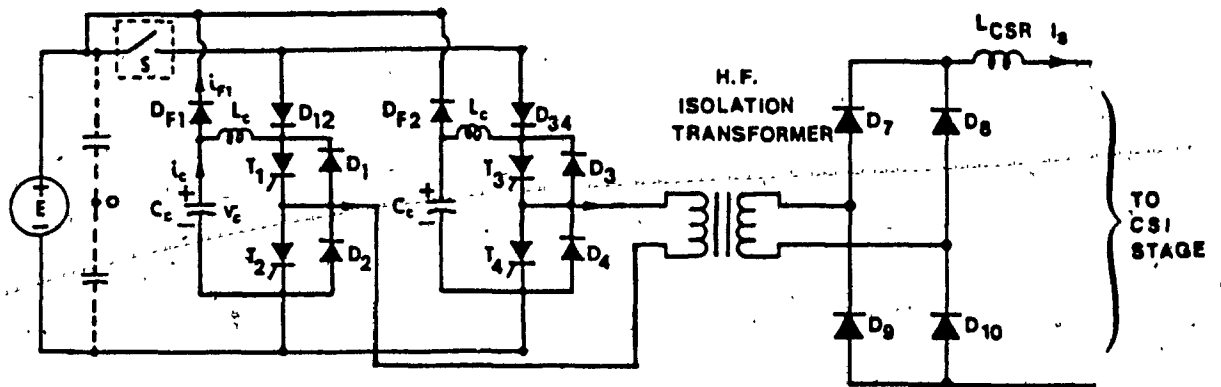 L_CSR I_s
H.F.
ISOLATION
TRANSFORMER
S
i_F1
D_F1
L_c
D_12
D_F2
L_c
D_34
D_7
D_8
T_1
D_1
T_3
D_3
i_c
+
E
o
C_c
+
v_c
-
C_c
+
-
T_2
D_2
T_4
D_4
D_9
D_10
TO
CSI
STAGE